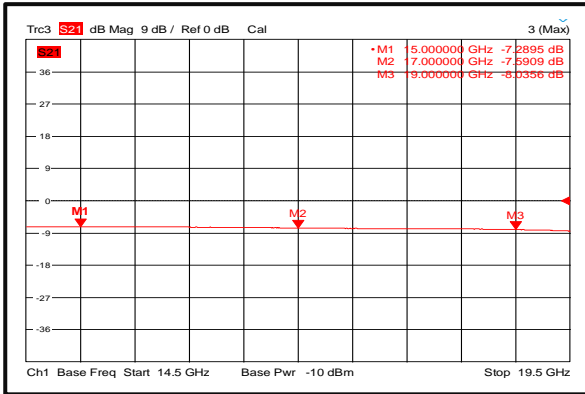 Trc3 S21 dB Mag 9 dB / Ref 0 dB Cal 3 (Max)
S21
•M1 15.000000 GHz -7.2895 dB
M2 17.000000 GHz -7.5909 dB
M3 19.000000 GHz -8.0356 dB
36
27
18
9
0
-9
-18
-27
-36
M1
M2
M3
Ch1 Base Freq Start 14.5 GHz Base Pwr -10 dBm Stop 19.5 GHz